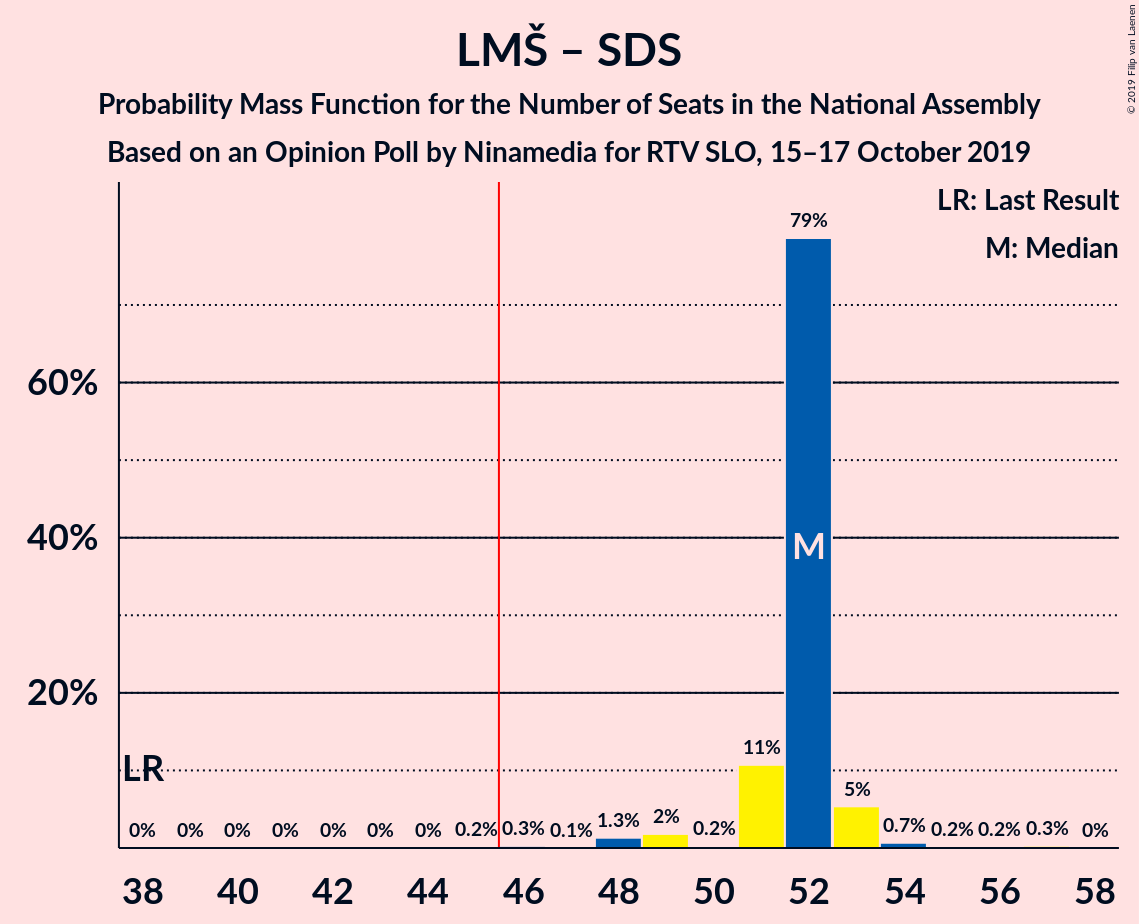 LMŠ – SDS
Probability Mass Function for the Number of Seats in the National Assembly
Based on an Opinion Poll by Ninamedia for RTV SLO, 15–17 October 2019
© 2019 Filip van Laenen
LR: Last Result
M: Median
79%
60%
40%
M
20%
11%
LR
5%
0% 0% 0% 0% 0% 0% 0% 0.2% 0.3% 0.1% 1.3% 2% 0.2% 0.7% 0.2% 0.2% 0.3% 0%
38 40 42 44 46 48 50 52 54 56 58